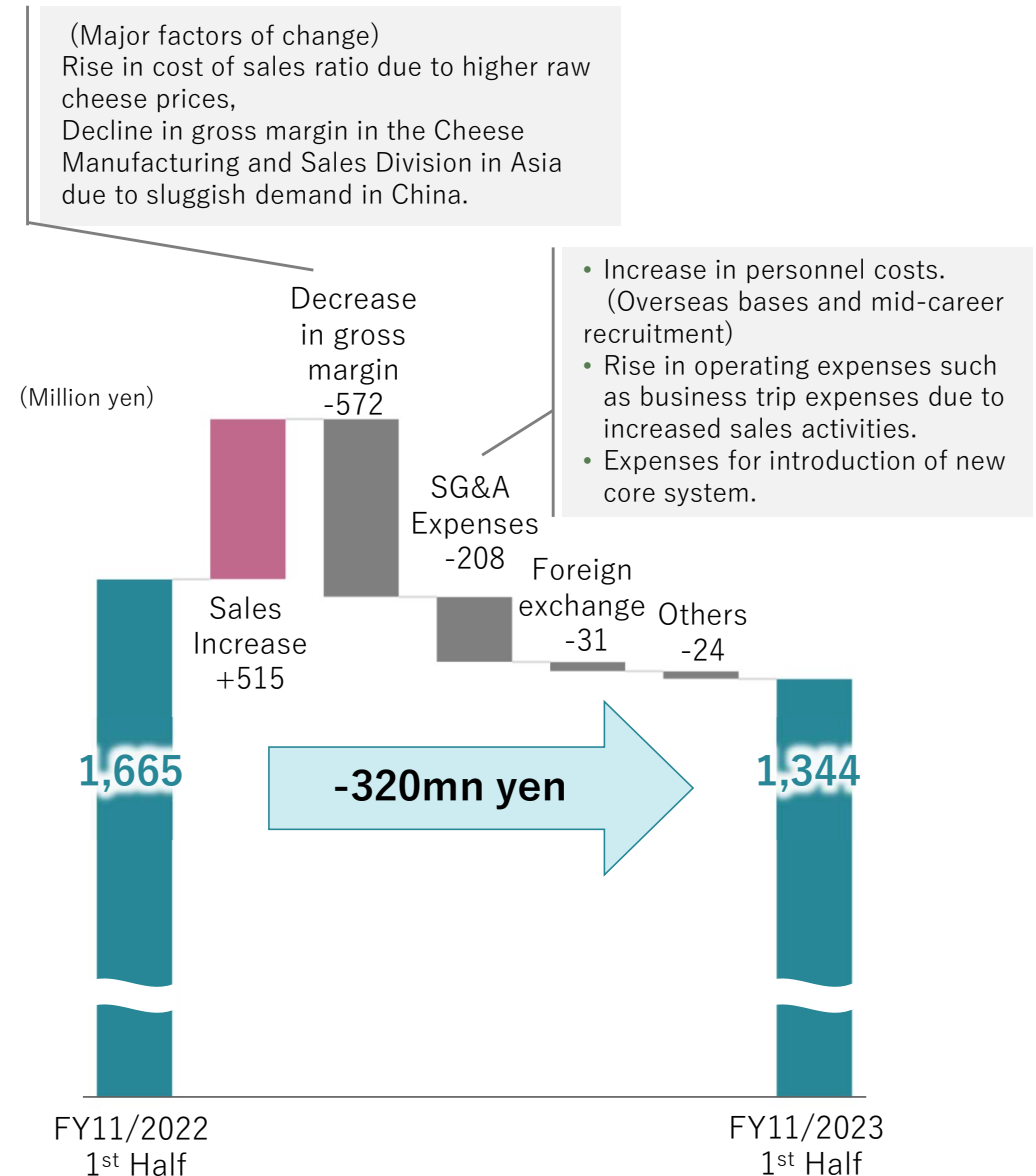 (Major factors of change)
Rise in cost of sales ratio due to higher raw
cheese prices,
Decline in gross margin in the Cheese
Manufacturing and Sales Division in Asia
due to sluggish demand in China.
• Increase in personnel costs.
(Overseas bases and mid-career
recruitment)
• Rise in operating expenses such
as business trip expenses due to
increased sales activities.
• Expenses for introduction of new
core system.
(Million yen)
Decrease
in gross
margin
-572
SG&A
Expenses
-208
Foreign
exchange
-31
Others
-24
Sales
Increase
+515
1,665
-320mn yen
1,344
FY11/2022
1st Half
FY11/2023
1st Half